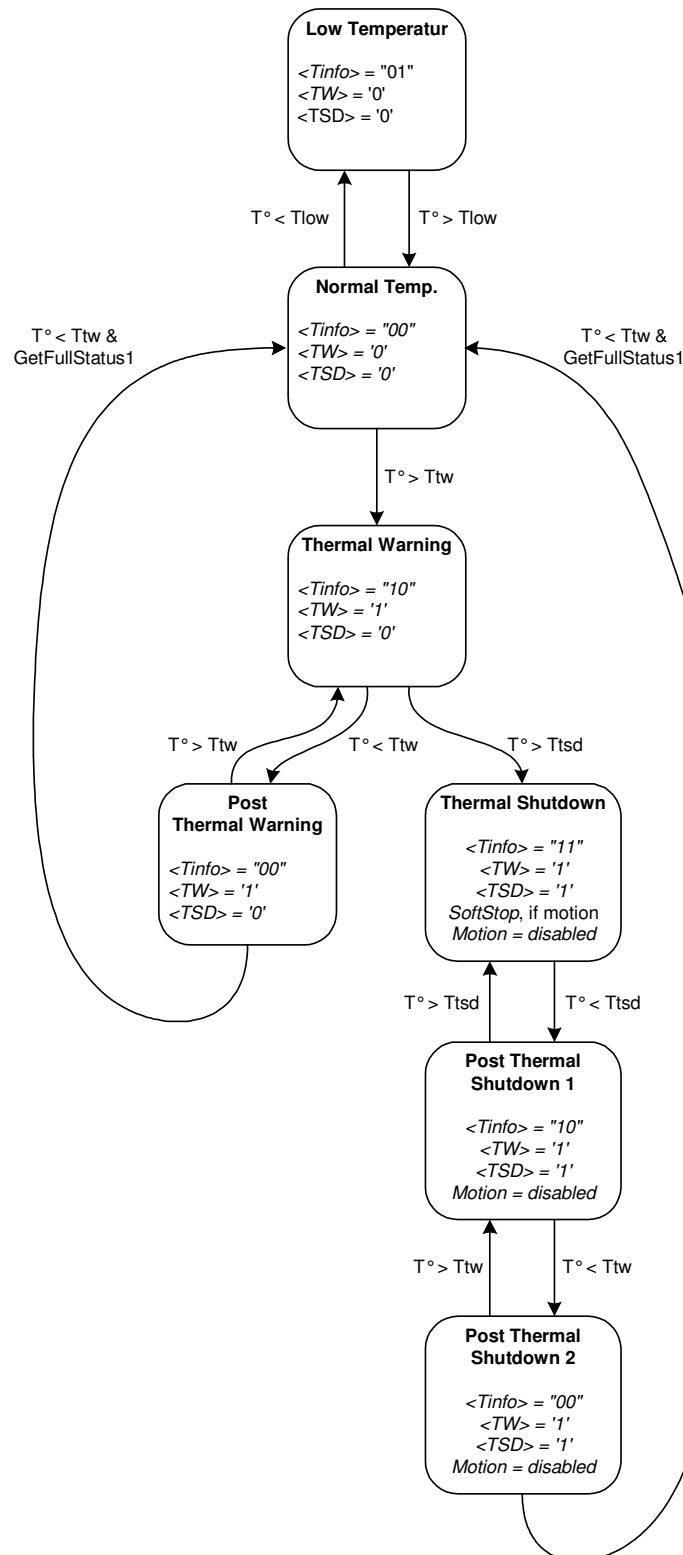 Low Temperatur
<Tinfo> = "01"
<TW> = '0'
<TSD> = '0'
T° < Tlow
T° > Tlow
Normal Temp.
<Tinfo> = "00"
<TW> = '0'
<TSD> = '0'
T° < Ttw &
GetFullStatus1
T° < Ttw &
GetFullStatus1
T° > Ttw
Thermal Warning
<Tinfo> = "10"
<TW> = '1'
<TSD> = '0'
T° > Ttw
T° < Ttw
T° > Ttsd
Post
Thermal Warning
<Tinfo> = "00"
<TW> = '1'
<TSD> = '0'
Thermal Shutdown
<Tinfo> = "11"
<TW> = '1'
<TSD> = '1'
SoftStop, if motion
Motion = disabled
T° > Ttsd
T° < Ttsd
Post Thermal
Shutdown 1
<Tinfo> = "10"
<TW> = '1'
<TSD> = '1'
Motion = disabled
T° > Ttw
T° < Ttw
Post Thermal
Shutdown 2
<Tinfo> = "00"
<TW> = '1'
<TSD> = '1'
Motion = disabled